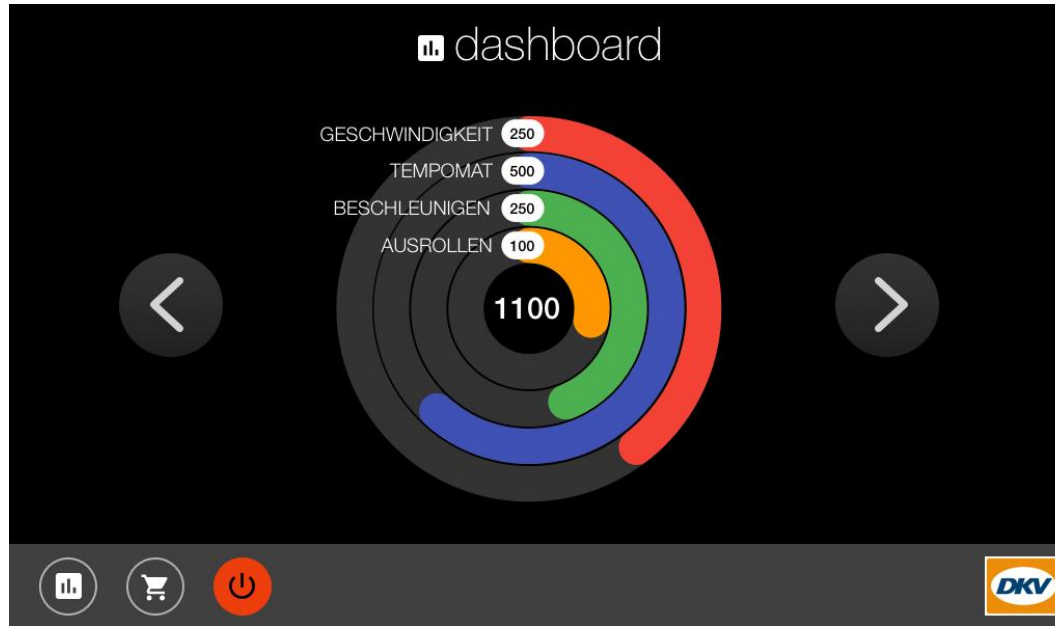 dashboard
GESCHWINDIGKEIT 250
TEMPOMAT 500
BESCHLEUNIGEN 250
AUSROLLEN 100
1100
DKV